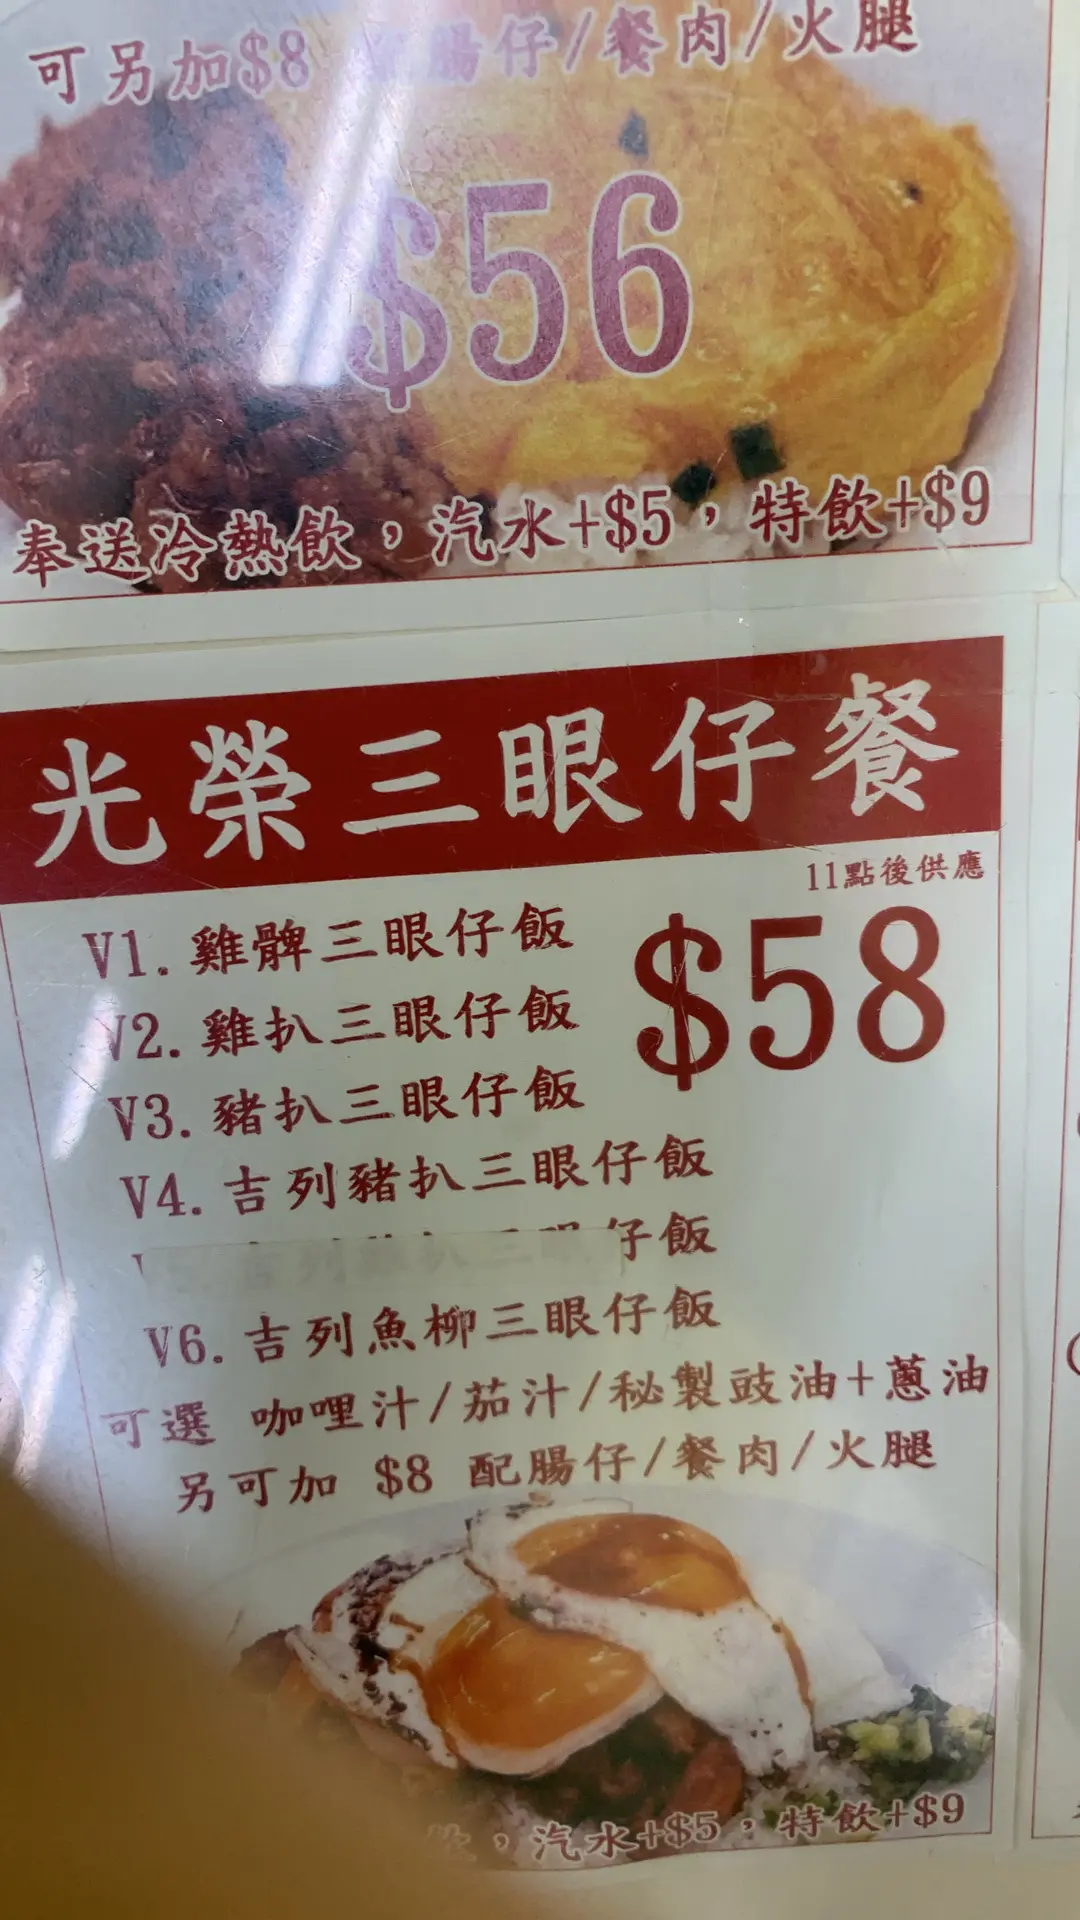 可另加$8 腸仔/餐肉/火腿
$56
奉送冷熱飲，汽水+$5，特飲+$9
光榮三眼仔餐
11點後供應
$58
V1. 雞髀三眼仔飯
V2. 雞扒三眼仔飯
V3. 豬扒三眼仔飯
V4. 吉列豬扒三眼仔飯
仔飯
V6. 吉列魚柳三眼仔飯
可選 咖哩汁/茄汁/秘製豉油+蔥油
另可加 $8 配腸仔/餐肉/火腿
飲，汽水+$5，特飲+$9